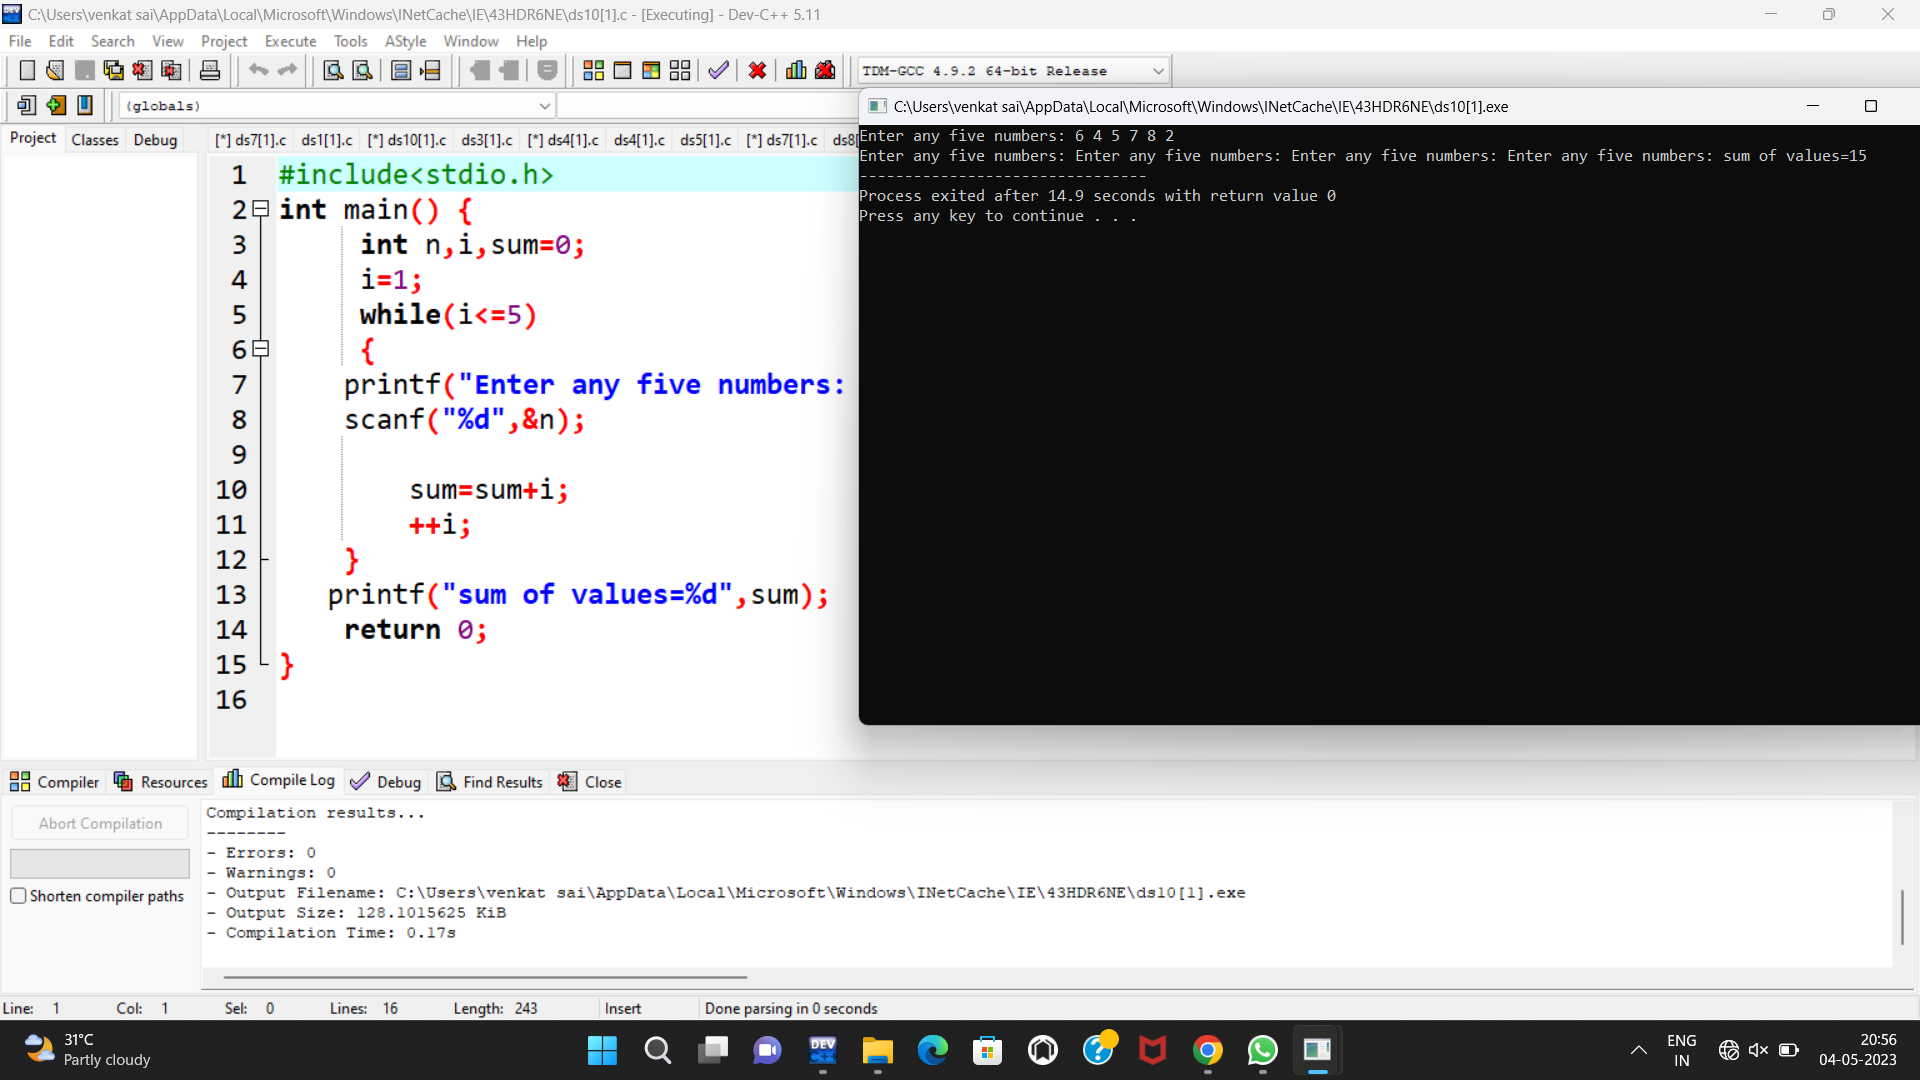 C:\Users\venkat sai\AppData\Local\Microsoft\Windows\INetCache\IE\43HDR6NE\ds10[1].c - [Executing] - Dev-C++ 5.11
File Edit Search View Project Execute Tools AStyle Window Help
TDM-GCC 4.9.2 64-bit Release
(globals)
Project Classes Debug
[*] ds7[1].c ds1[1].c [*] ds10[1].c ds3[1].c [*] ds4[1].c ds4[1].c ds5[1].c [*] ds7[1].c ds8[
1 #include<stdio.h>
2 int main() {
3 int n,i,sum=0;
4 i=1;
5 while(i<=5)
6 {
7 printf("Enter any five numbers:
8 scanf("%d",&n);
9
10 sum=sum+i;
11 ++i;
12 }
13 printf("sum of values=%d",sum);
14 return 0;
15 }
16
C:\Users\venkat sai\AppData\Local\Microsoft\Windows\INetCache\IE\43HDR6NE\ds10[1].exe
Enter any five numbers: 6 4 5 7 8 2
Enter any five numbers: Enter any five numbers: Enter any five numbers: Enter any five numbers: sum of values=15
--------------------------------
Process exited after 14.9 seconds with return value 0
Press any key to continue . . .
Compiler Resources Compile Log Debug Find Results Close
Abort Compilation
Shorten compiler paths
Compilation results...
--------
- Errors: 0
- Warnings: 0
- Output Filename: C:\Users\venkat sai\AppData\Local\Microsoft\Windows\INetCache\IE\43HDR6NE\ds10[1].exe
- Output Size: 128.1015625 KiB
- Compilation Time: 0.17s
Line: 1 Col: 1 Sel: 0 Lines: 16 Length: 243 Insert Done parsing in 0 seconds
31°C
Partly cloudy
DEV
C++
ENG
IN
20:56
04-05-2023